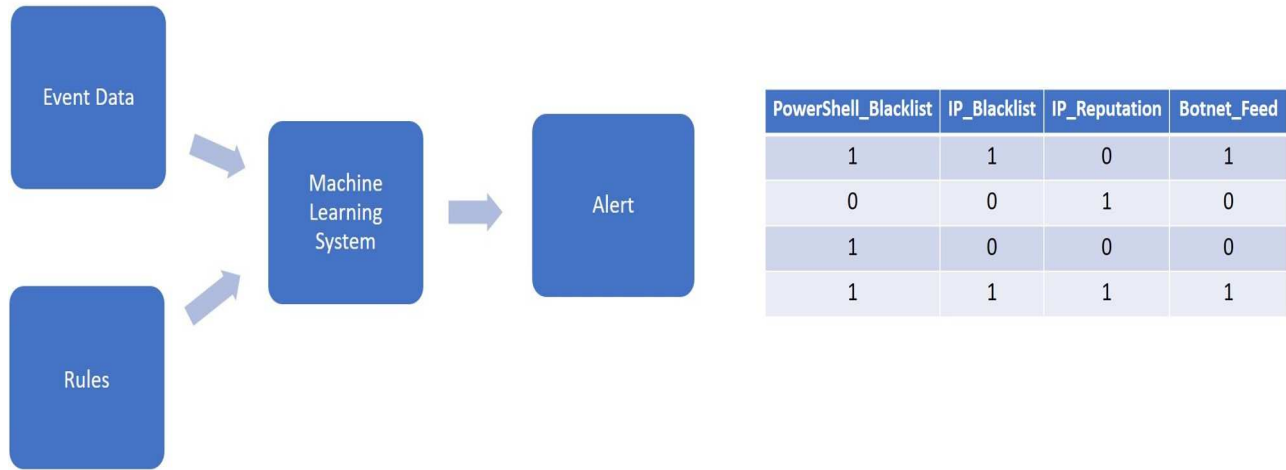 Event Data
Rules
Machine
Learning
System
Alert
PowerShell_Blacklist IP_Blacklist IP_Reputation Botnet_Feed
1 1 0 1
0 0 1 0
1 0 0 0
1 1 1 1